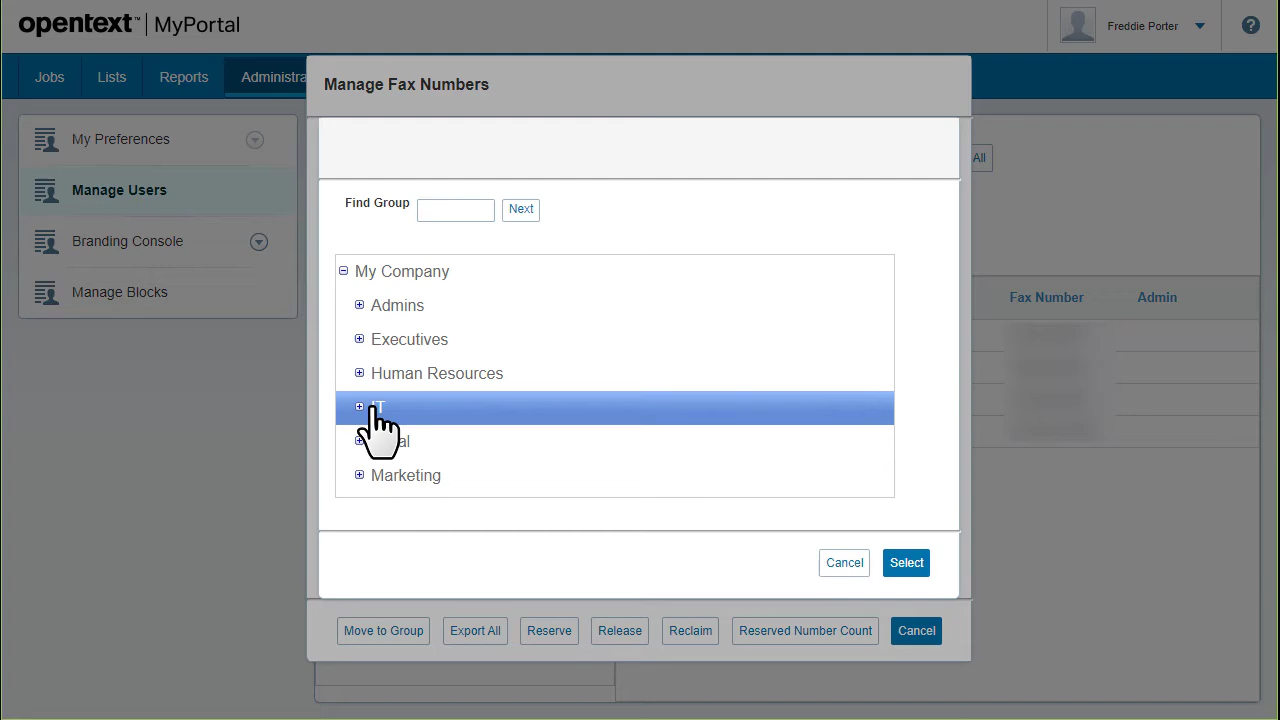 opentext™ | MyPortal
Freddie Porter
?
Jobs
Lists
Reports
Manage Fax Numbers
My Preferences
Manage Users
Branding Console
Manage Blocks
All
Find Group
Next
My Company
Admins
Executives
Human Resources
IT
Marketing
Fax Number
Admin
Cancel
Select
Move to Group
Export All
Reserve
Release
Reclaim
Reserved Number Count
Cancel